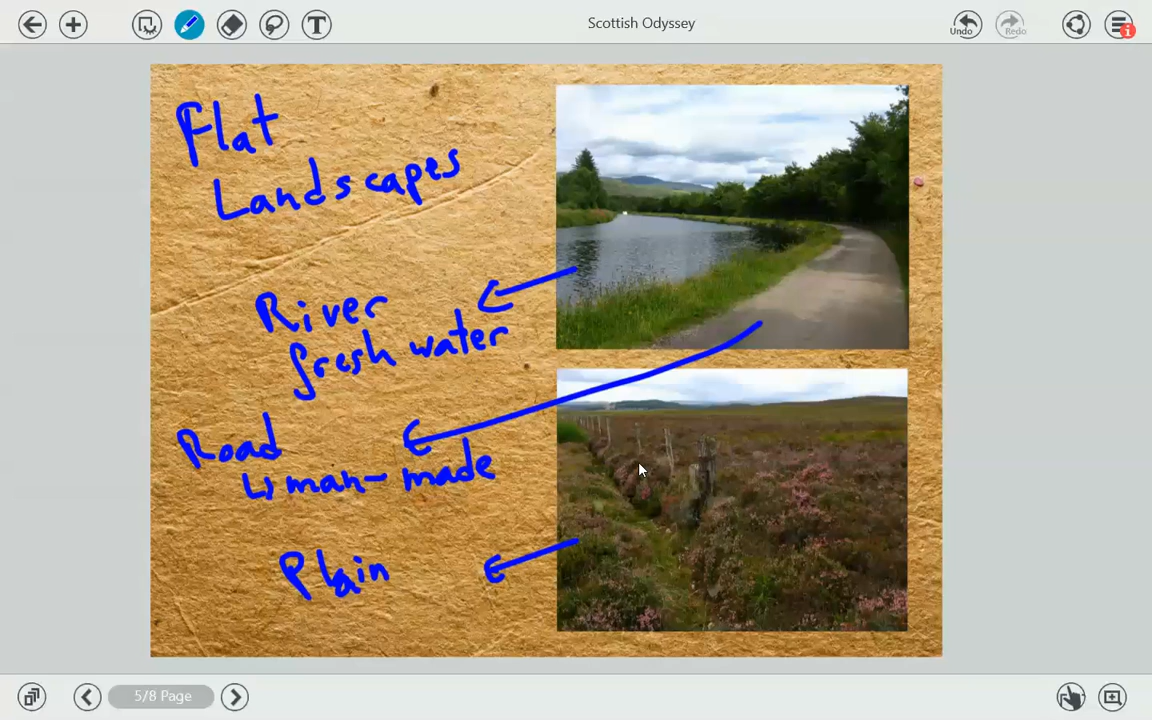 Scottish Odyssey
Undo
Redo
Flat
Landscapes
River
fresh water
Road
↳ man-made
Plain
5/8 Page